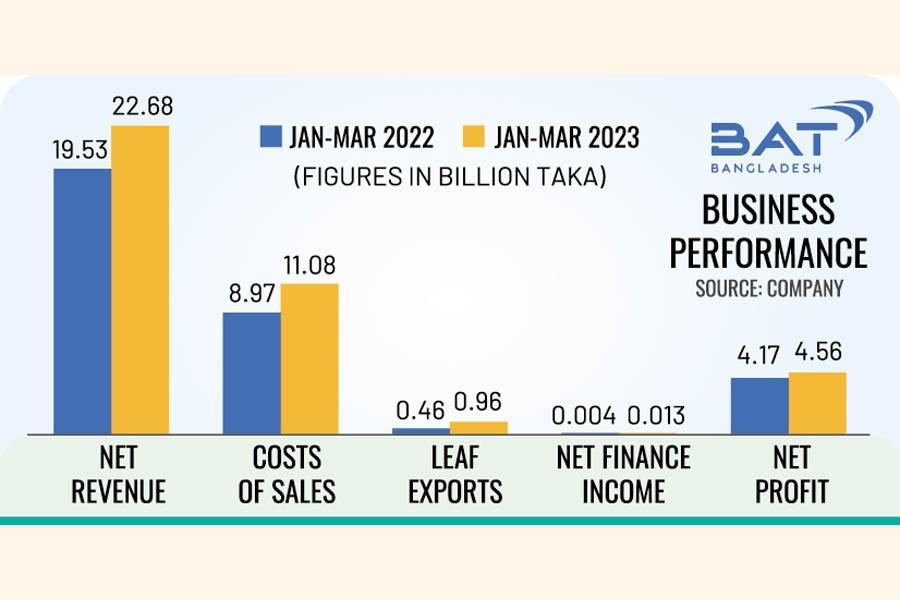 JAN-MAR 2022
JAN-MAR 2023
(FIGURES IN BILLION TAKA)
BAT
BANGLADESH
BUSINESS
PERFORMANCE
SOURCE: COMPANY
19.53
22.68
8.97
11.08
0.46
0.96
0.004
0.013
4.17
4.56
NET
REVENUE
COSTS
OF SALES
LEAF
EXPORTS
NET FINANCE
INCOME
NET
PROFIT